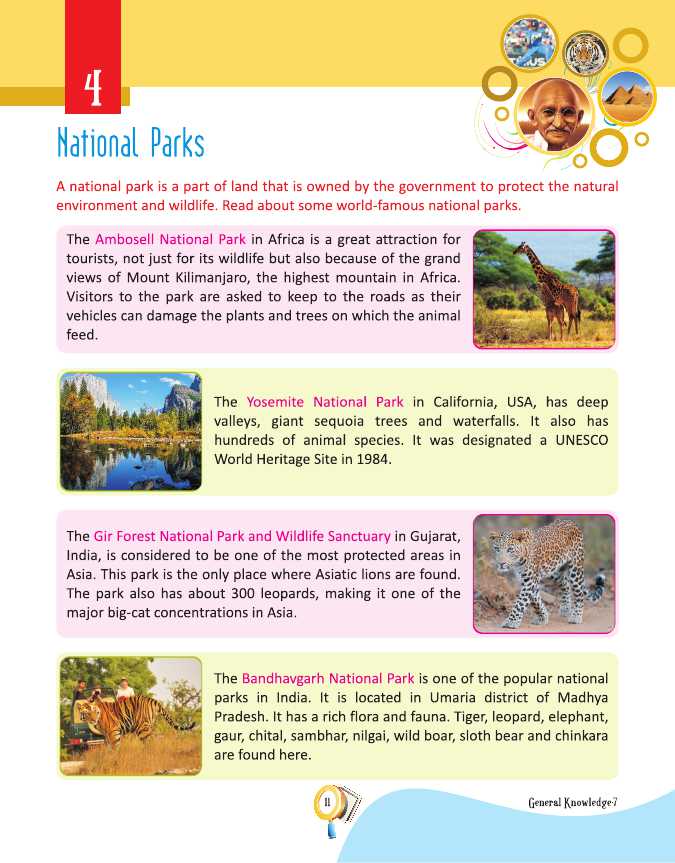 4
National Parks
A national park is a part of land that is owned by the government to protect the natural
environment and wildlife. Read about some world-famous national parks.
The Ambosell National Park in Africa is a great attraction for
tourists, not just for its wildlife but also because of the grand
views of Mount Kilimanjaro, the highest mountain in Africa.
Visitors to the park are asked to keep to the roads as their
vehicles can damage the plants and trees on which the animal
feed.
The Yosemite National Park in California, USA, has deep
valleys, giant sequoia trees and waterfalls. It also has
hundreds of animal species. It was designated a UNESCO
World Heritage Site in 1984.
The Gir Forest National Park and Wildlife Sanctuary in Gujarat,
India, is considered to be one of the most protected areas in
Asia. This park is the only place where Asiatic lions are found.
The park also has about 300 leopards, making it one of the
major big-cat concentrations in Asia.
The Bandhavgarh National Park is one of the popular national
parks in India. It is located in Umaria district of Madhya
Pradesh. It has a rich flora and fauna. Tiger, leopard, elephant,
gaur, chital, sambhar, nilgai, wild boar, sloth bear and chinkara
are found here.
11
General Knowledge-7